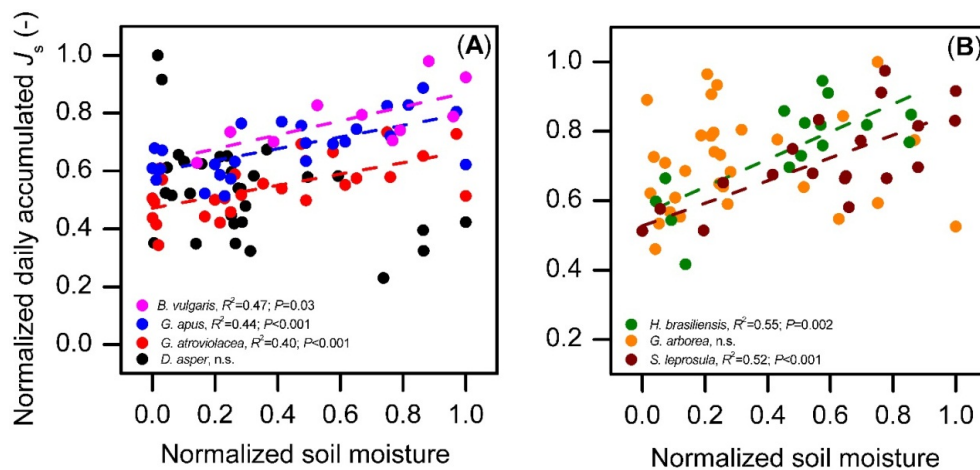 Normalized daily accumulated Js (-)
(A)
1.0
0.8
0.6
0.4
0.2
0.0
B. vulgaris, R²=0.47; P=0.03
G. apus, R²=0.44; P<0.001
G. atroviolacea, R²=0.40; P<0.001
D. asper, n.s.
0.0 0.2 0.4 0.6 0.8 1.0
Normalized soil moisture
(B)
1.0
0.8
0.6
0.4
0.2
H. brasiliensis, R²=0.55; P=0.002
G. arborea, n.s.
S. leprosula, R²=0.52; P<0.001
0.0 0.2 0.4 0.6 0.8 1.0
Normalized soil moisture